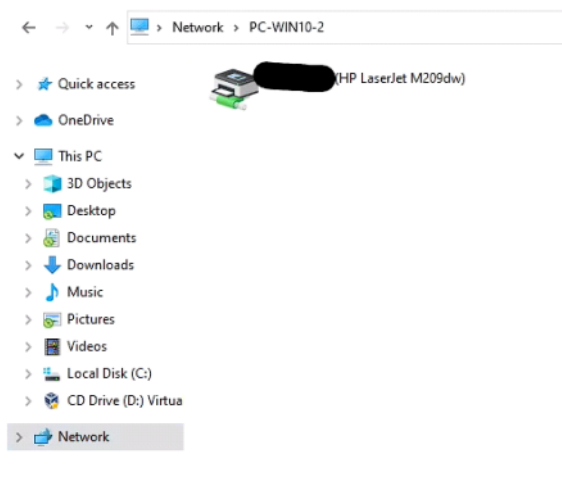 Network > PC-WIN10-2
(HP LaserJet M209dw)
Quick access
OneDrive
This PC
3D Objects
Desktop
Documents
Downloads
Music
Pictures
Videos
Local Disk (C:)
CD Drive (D:) Virtua
Network